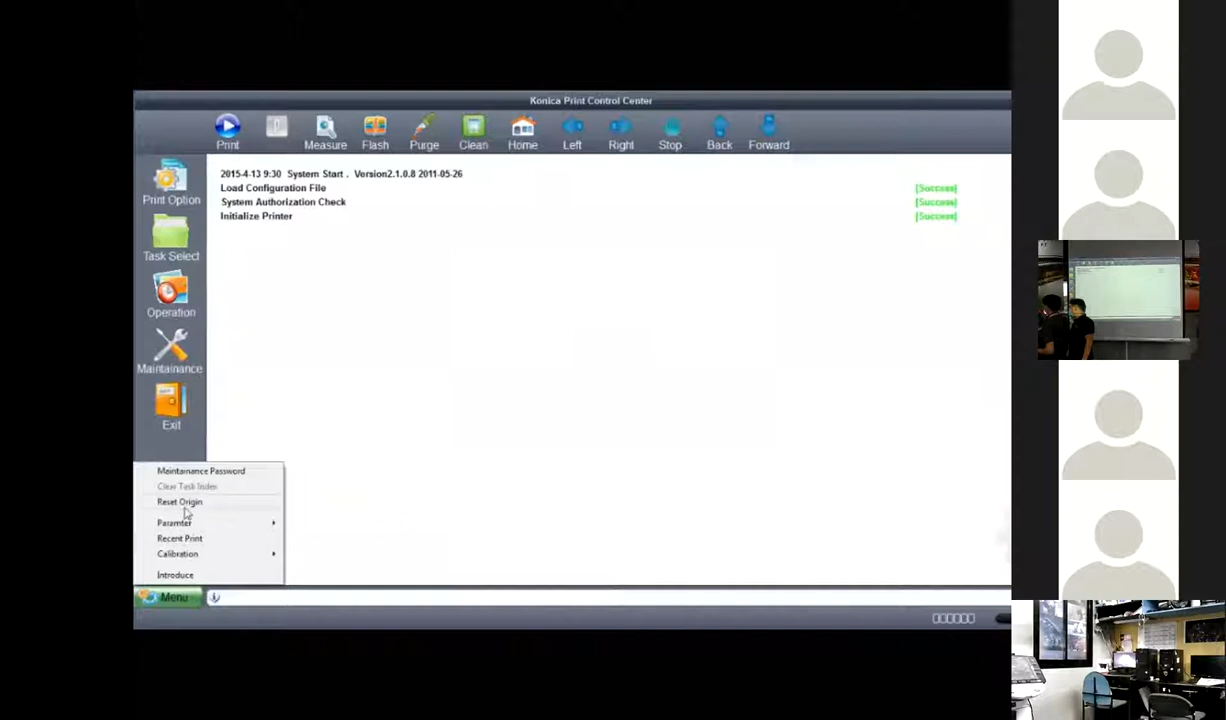 Konica Print Control Center
Print
Measure
Flash
Purge
Clean
Home
Left
Right
Stop
Back
Forward
Print Option
Task Select
Operation
Maintainance
Exit
2015-4-13 9:30 System Start . Version2.1.0.8 2011-05-26
Load Configuration File [Success]
System Authorization Check [Success]
Initialize Printer [Success]
Maintainance Password
Clear Task Index
Reset Origin
Paramter
Recent Print
Calibration
Introduce
Menu